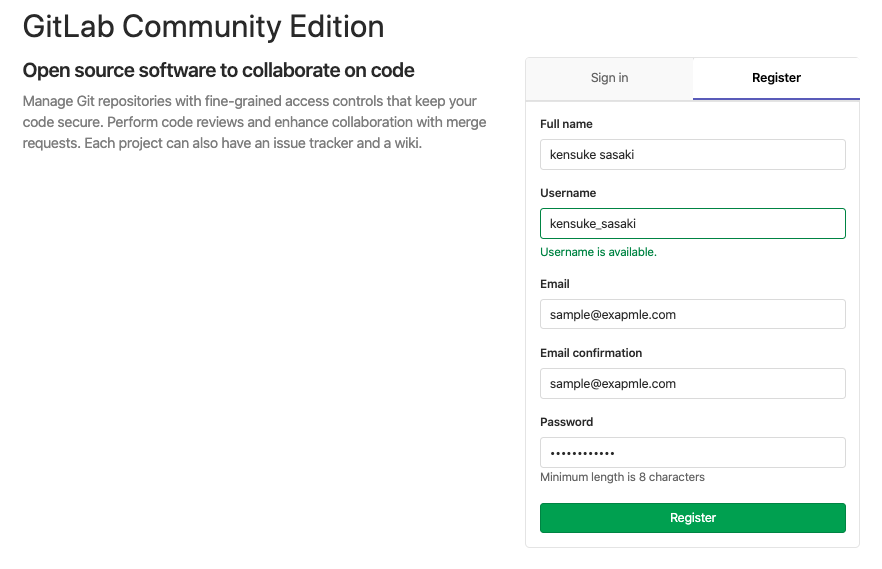 GitLab Community Edition
Open source software to collaborate on code
Manage Git repositories with fine-grained access controls that keep your
code secure. Perform code reviews and enhance collaboration with merge
requests. Each project can also have an issue tracker and a wiki.
Sign in
Register
Full name
kensuke sasaki
Username
kensuke_sasaki
Username is available.
Email
sample@exapmle.com
Email confirmation
sample@exapmle.com
Password
••••••••••••
Minimum length is 8 characters
Register